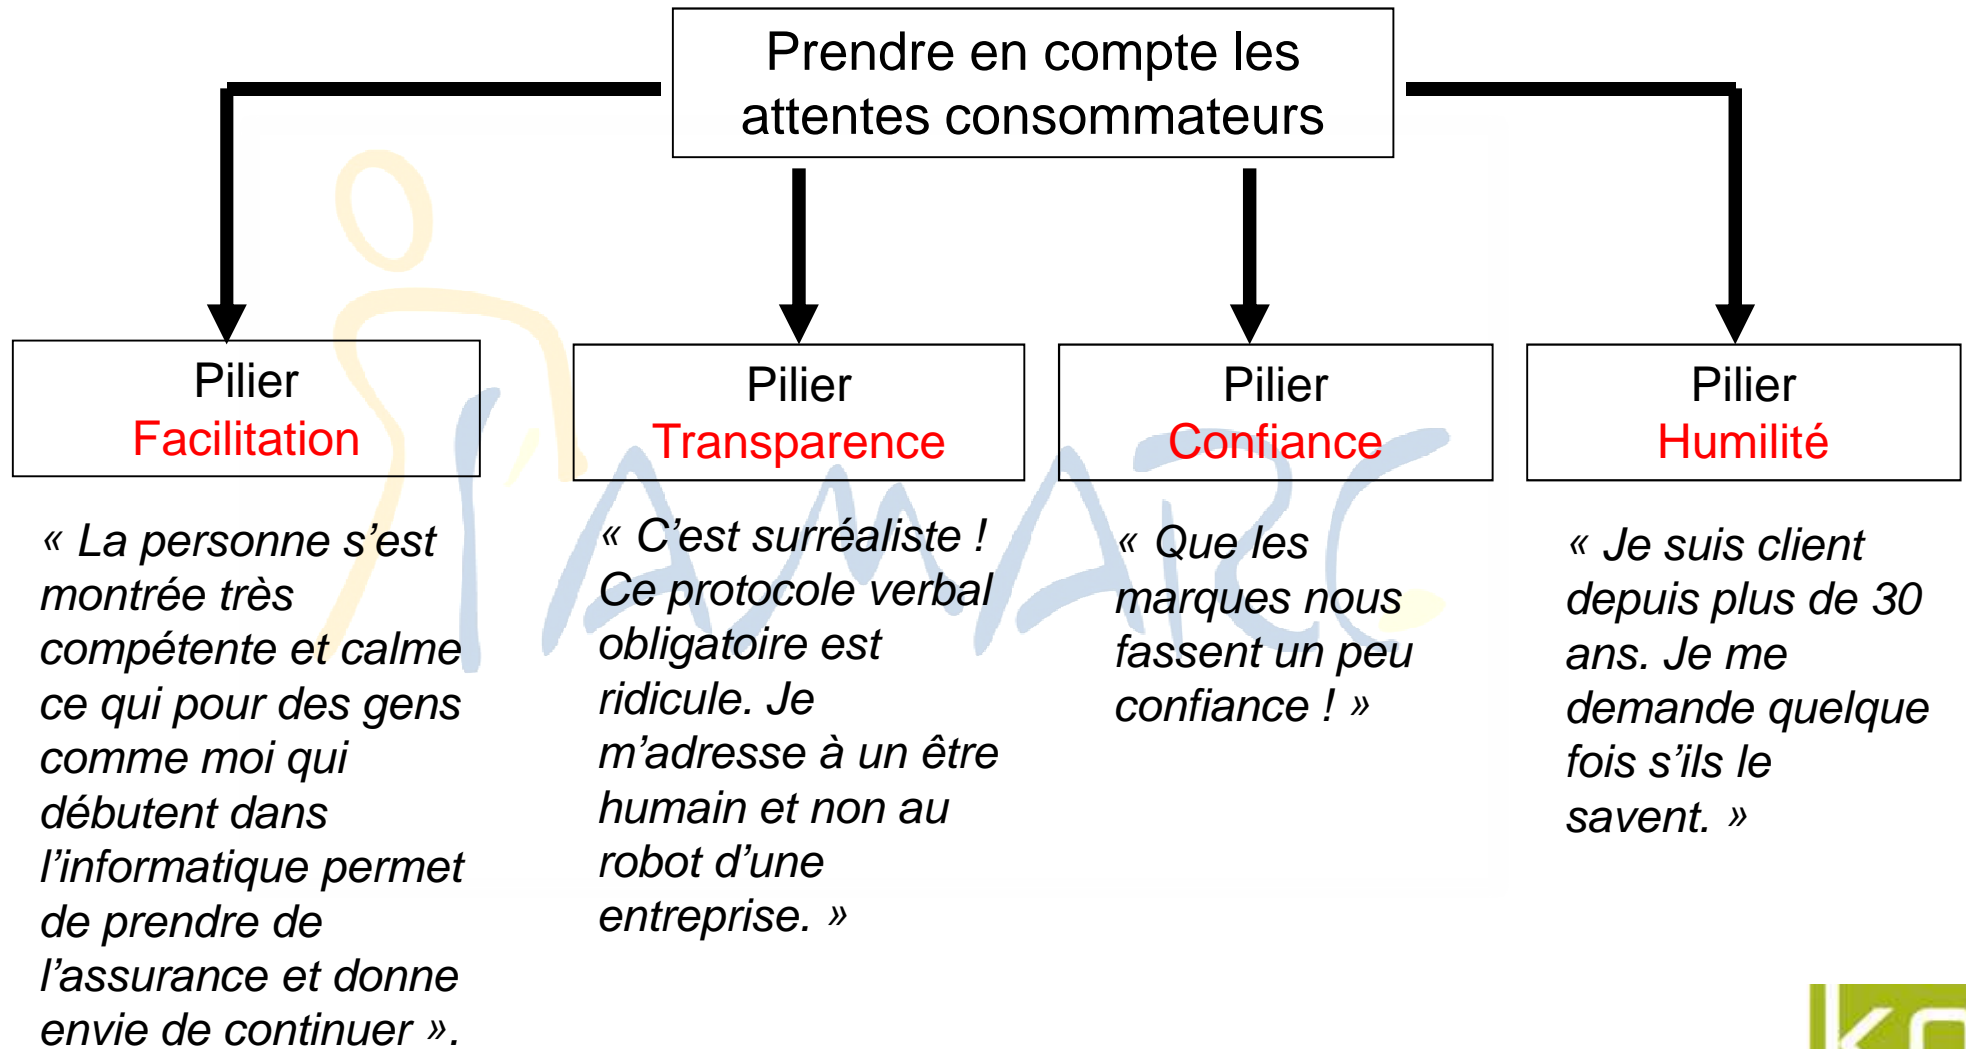 Prendre en compte les
attentes consommateurs
Pilier
Facilitation
Pilier
Transparence
Pilier
Confiance
Pilier
Humilité
« La personne s’est
montrée très
compétente et calme
ce qui pour des gens
comme moi qui
débutent dans
l’informatique permet
de prendre de
l’assurance et donne
envie de continuer ».
« C’est surréaliste !
Ce protocole verbal
obligatoire est
ridicule. Je
m’adresse à un être
humain et non au
robot d’une
entreprise. »
« Que les
marques nous
fassent un peu
confiance ! »
« Je suis client
depuis plus de 30
ans. Je me
demande quelque
fois s’ils le
savent. »
l'AMARC